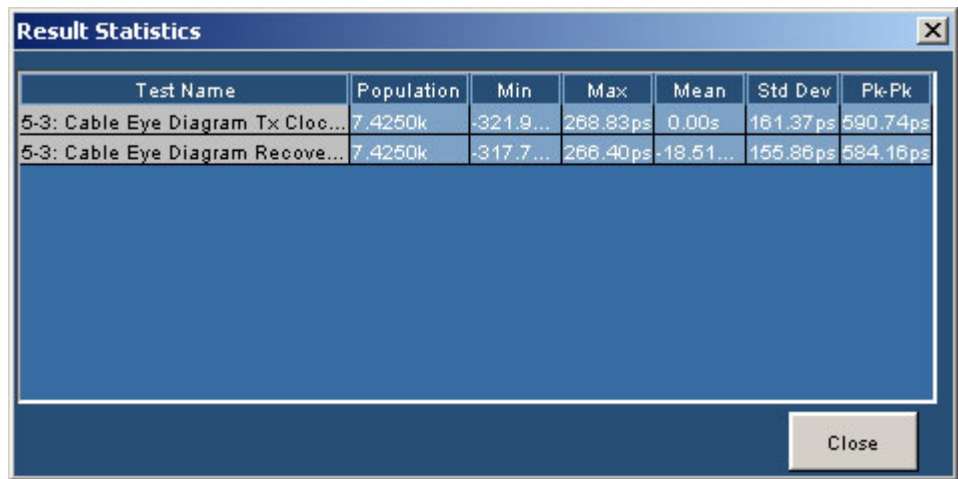 Result Statistics
Test Name Population Min Max Mean Std Dev Pk-Pk
5-3: Cable Eye Diagram Tx Cloc... 7.4250k -321.9... 268.83ps 0.00s 161.37ps 590.74ps
5-3: Cable Eye Diagram Recove... 7.4250k -317.7... 266.40ps -18.51... 155.86ps 584.16ps
Close